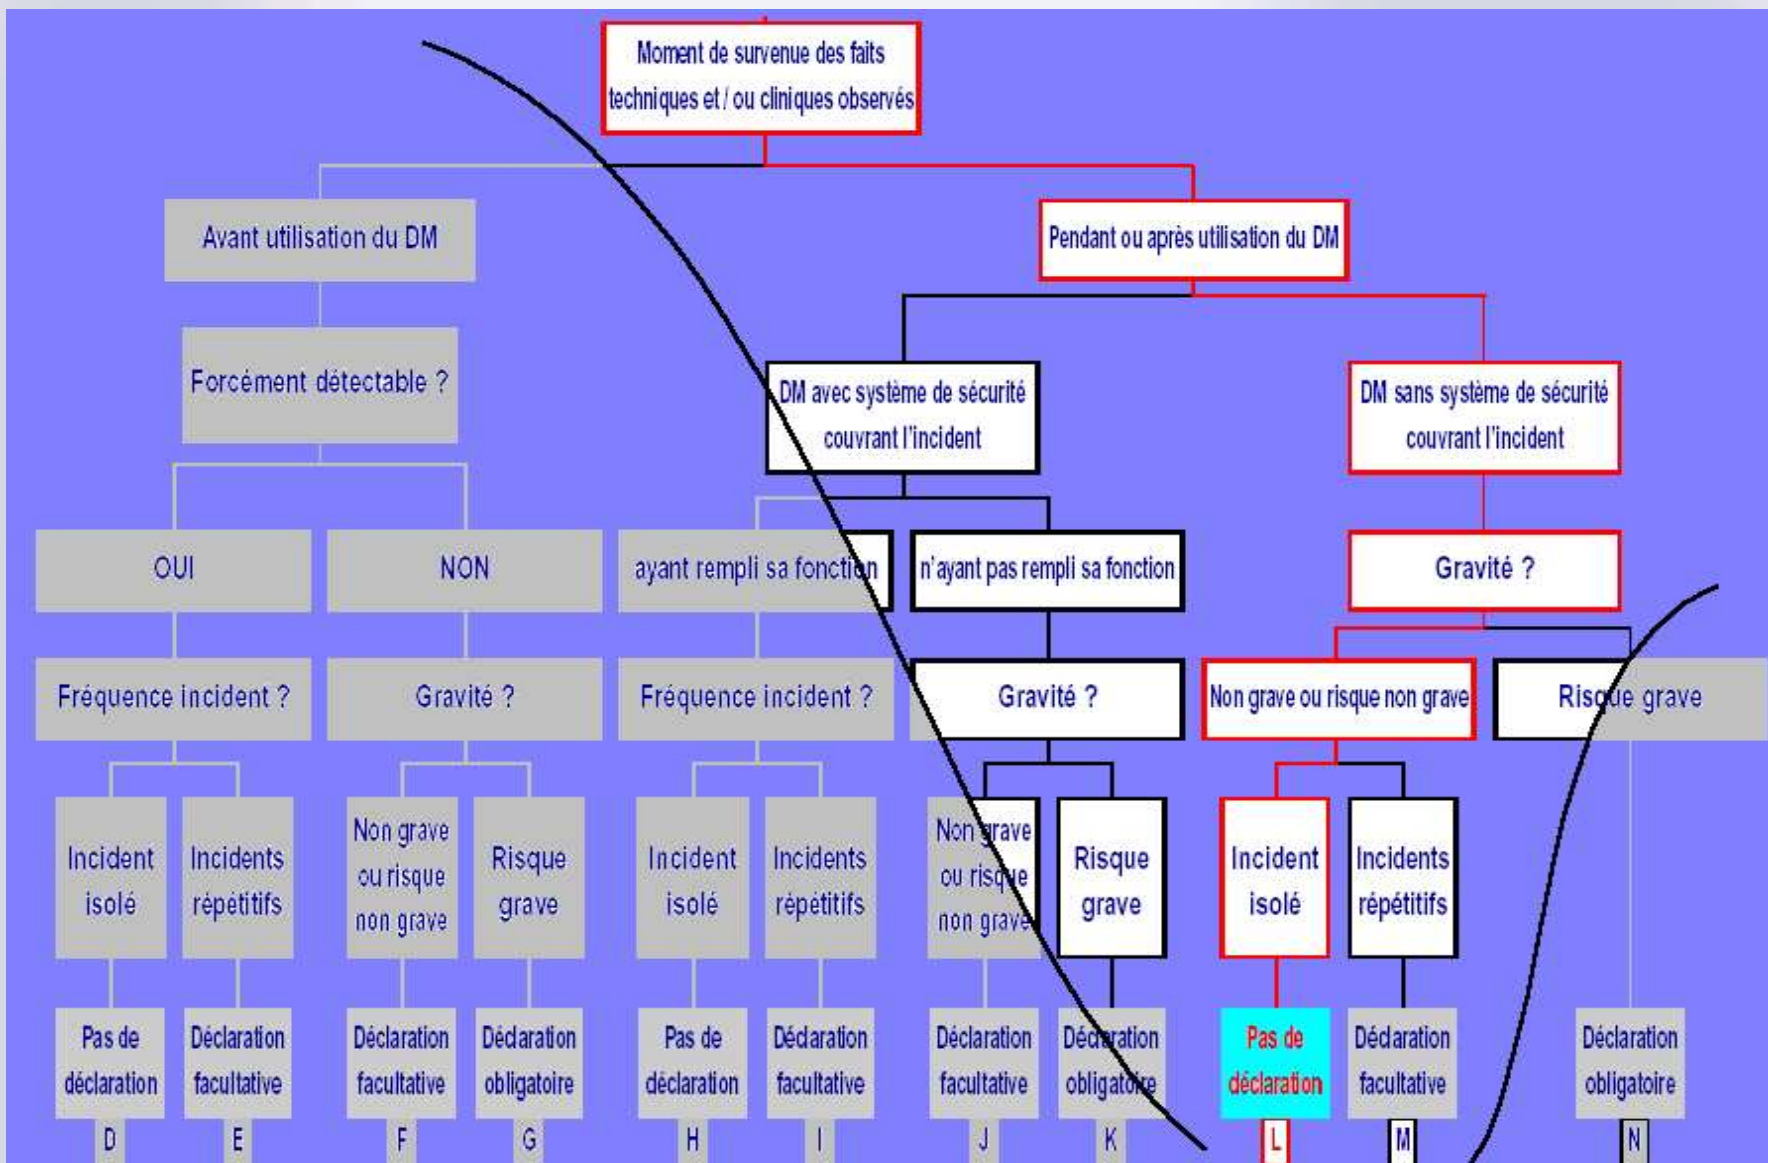 Moment de survenue des faits
techniques et / ou cliniques observés
Avant utilisation du DM
Pendant ou après utilisation du DM
Forcément détectable ?
DM avec système de sécurité
couvrant l'incident
DM sans système de sécurité
couvrant l'incident
OUI
NON
ayant rempli sa fonction
n'ayant pas rempli sa fonction
Gravité ?
Fréquence incident ?
Gravité ?
Fréquence incident ?
Gravité ?
Non grave ou risque non grave
Risque grave
Incident
isolé
Incidents
répétitifs
Non grave
ou risque
non grave
Risque
grave
Incident
isolé
Incidents
répétitifs
Non grave
ou risque
non grave
Risque
grave
Incident
isolé
Incidents
répétitifs
Pas de
déclaration
Déclaration
facultative
Déclaration
facultative
Déclaration
obligatoire
Pas de
déclaration
Déclaration
facultative
Déclaration
facultative
Déclaration
obligatoire
Pas de
déclaration
Déclaration
facultative
Déclaration
obligatoire
D
E
F
G
H
I
J
K
L
M
N